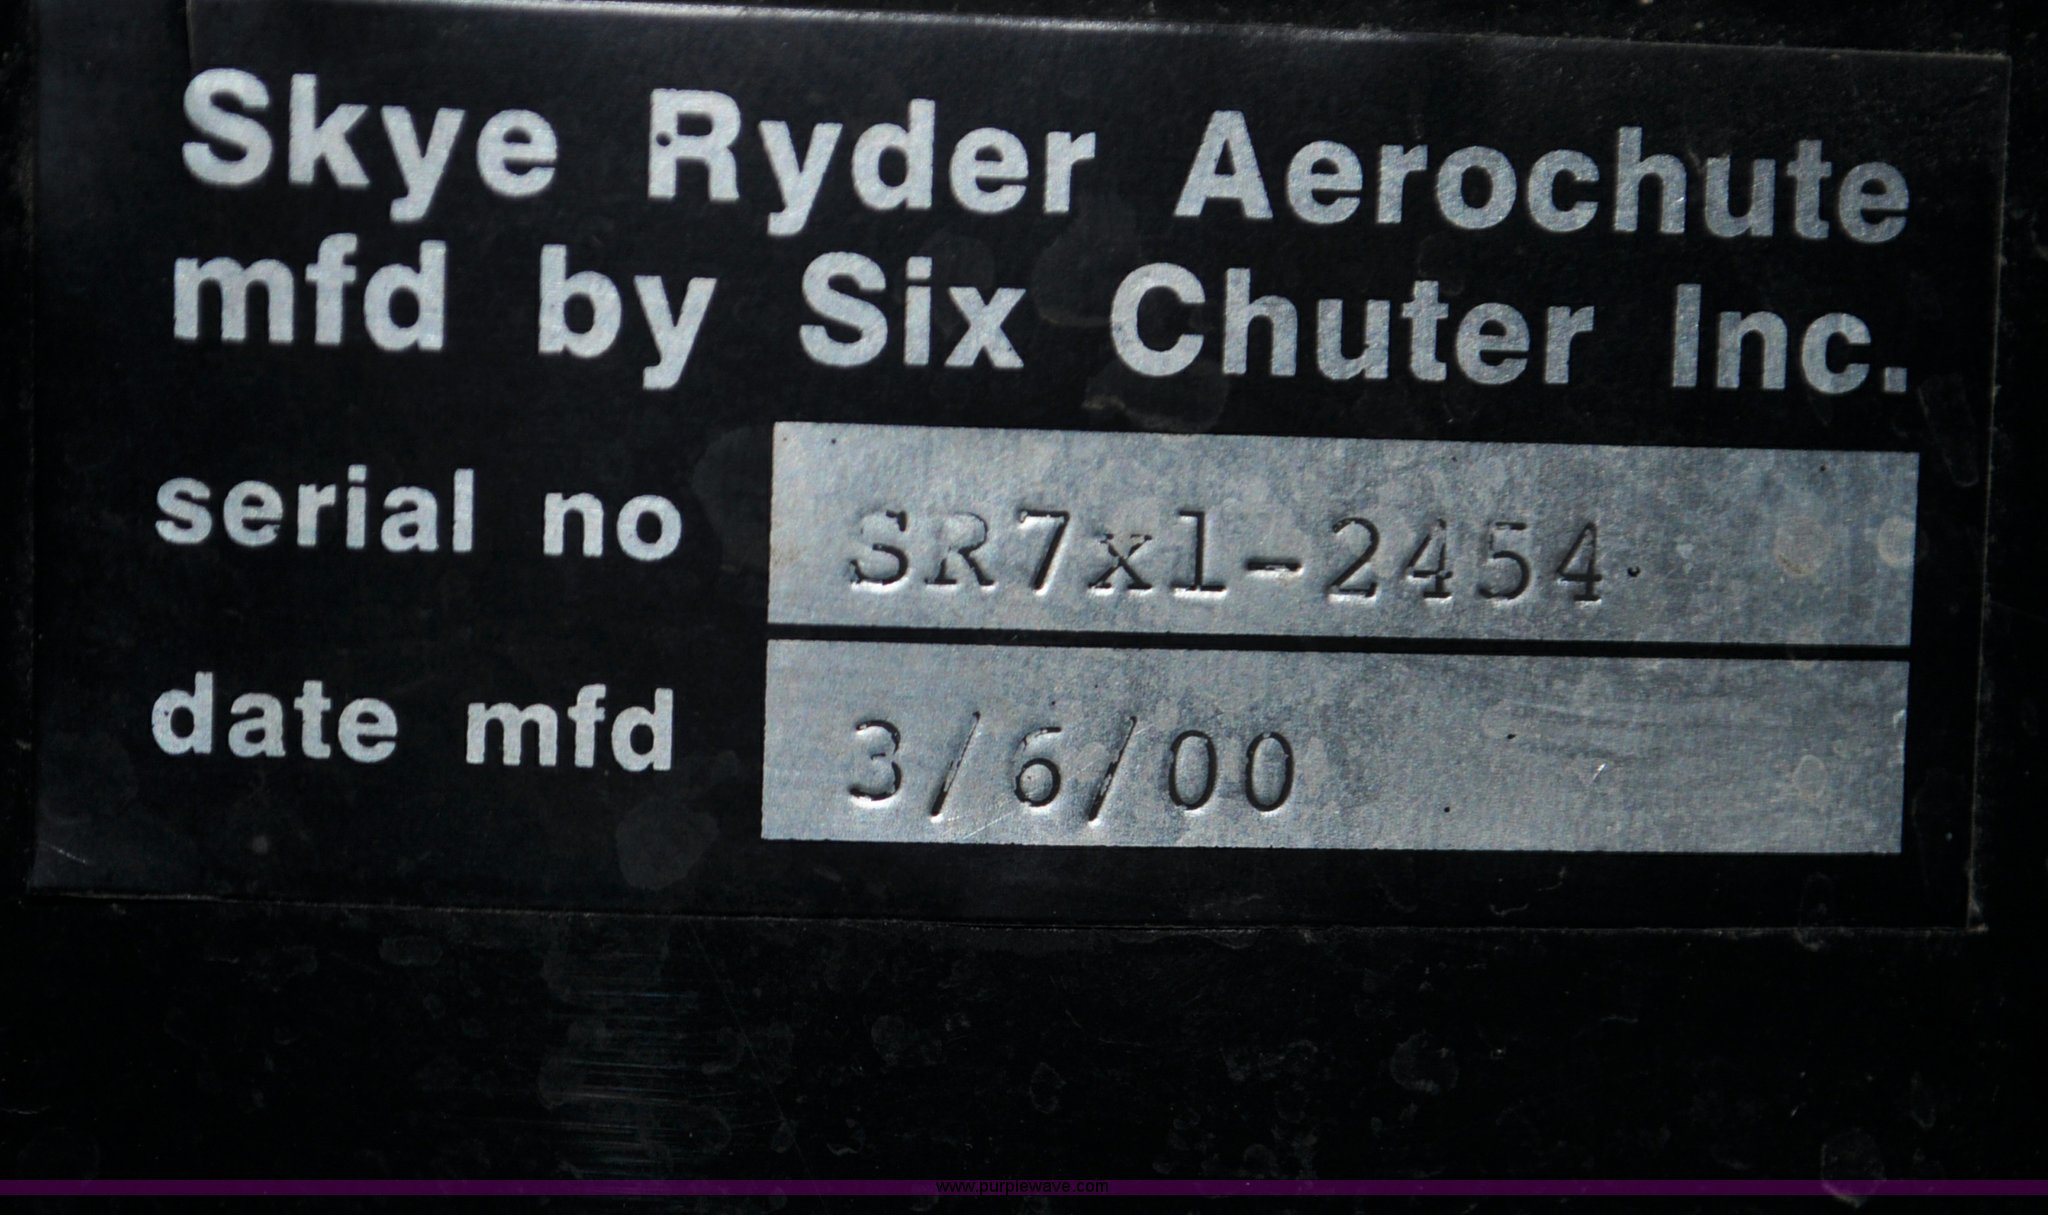 Skye Ryder Aerochute
mfd by Six Chuter Inc.
serial no SR7xl-2454
date mfd 3/6/00
www.purplewave.com